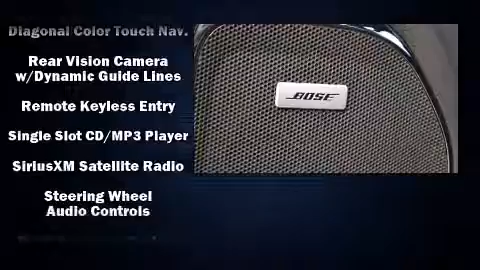 Diagonal Color Touch Nav.
Rear Vision Camera
w/Dynamic Guide Lines
Remote Keyless Entry
Single Slot CD/MP3 Player
SiriusXM Satellite Radio
Steering Wheel
Audio Controls
BOSE